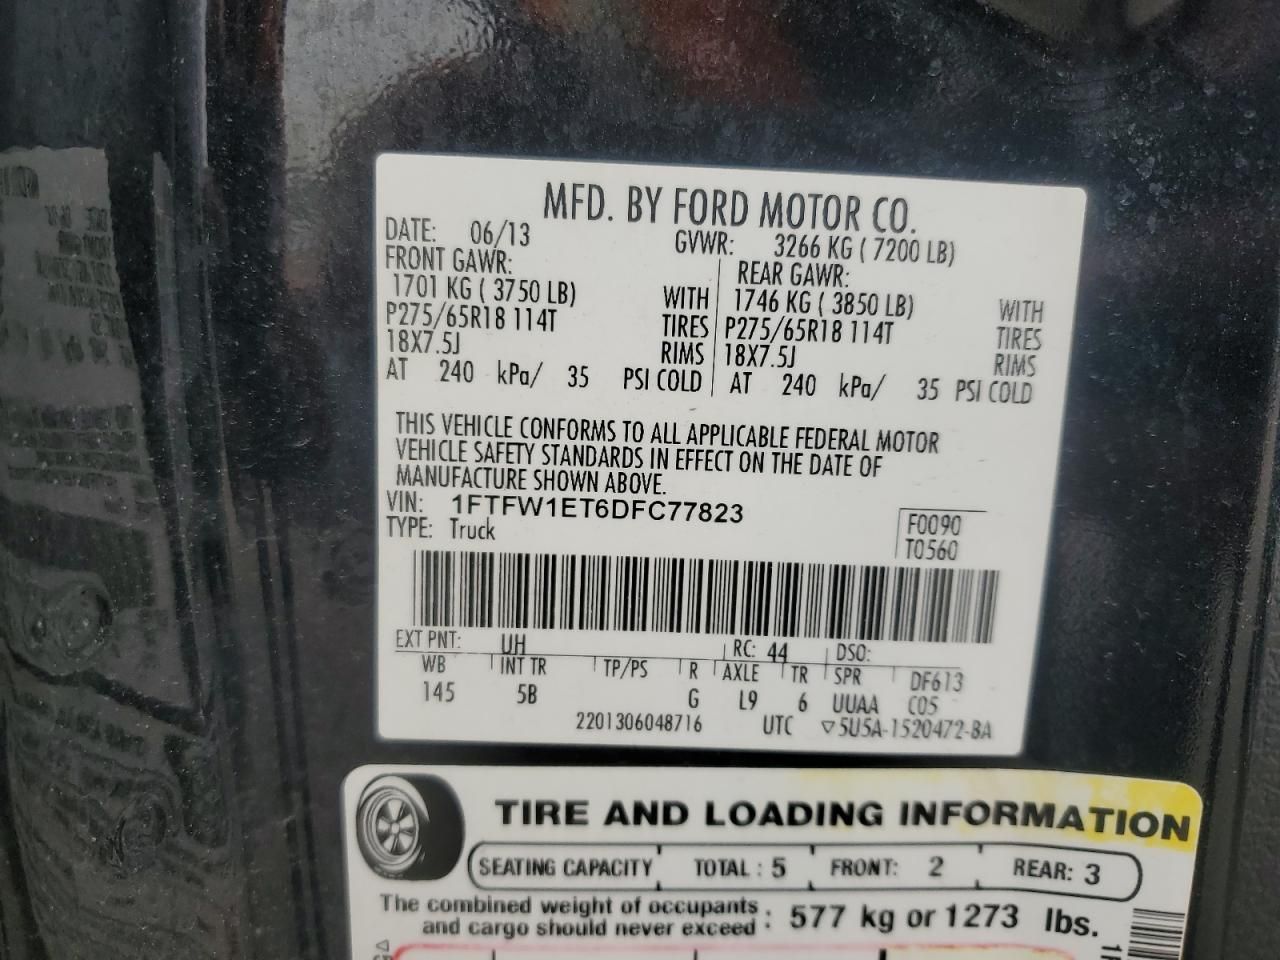 MFD. BY FORD MOTOR CO.
DATE: 06/13 GVWR: 3266 KG ( 7200 LB)
FRONT GAWR: REAR GAWR:
1701 KG ( 3750 LB) WITH 1746 KG ( 3850 LB) WITH
P275/65R18 114T TIRES P275/65R18 114T TIRES
18X7.5J RIMS 18X7.5J RIMS
AT 240 kPa/ 35 PSI COLD AT 240 kPa/ 35 PSI COLD
THIS VEHICLE CONFORMS TO ALL APPLICABLE FEDERAL MOTOR
VEHICLE SAFETY STANDARDS IN EFFECT ON THE DATE OF
MANUFACTURE SHOWN ABOVE.
VIN: 1FTFW1ET6DFC77823
TYPE: Truck
F0090
T0560
EXT PNT: UH RC: 44 DSO:
WB INT TR TP/PS R AXLE TR SPR DF613
145 5B G L9 6 UUAA C05
2201306048716 UTC ▽5U5A-1520472-BA
TIRE AND LOADING INFORMATION
SEATING CAPACITY TOTAL : 5 FRONT: 2 REAR: 3
The combined weight of occupants
and cargo should never exceed : 577 kg or 1273 lbs.